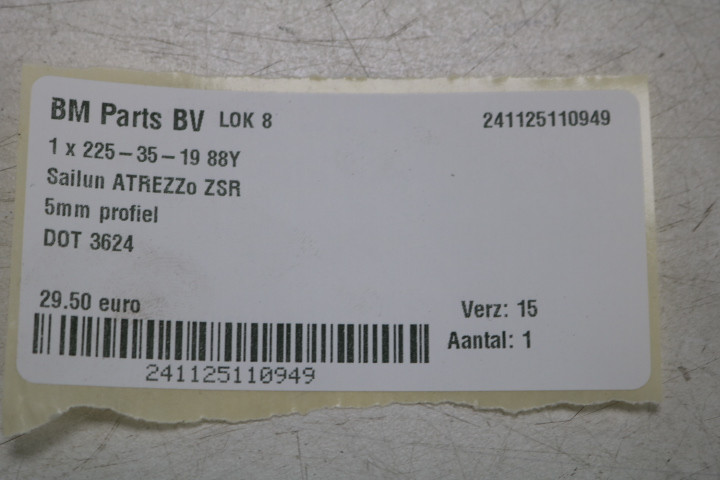 BM Parts BV LOK 8 241125110949
1 x 225-35-19 88Y
Sailun ATREZZo ZSR
5mm profiel
DOT 3624
29.50 euro Verz: 15
Aantal: 1
241125110949